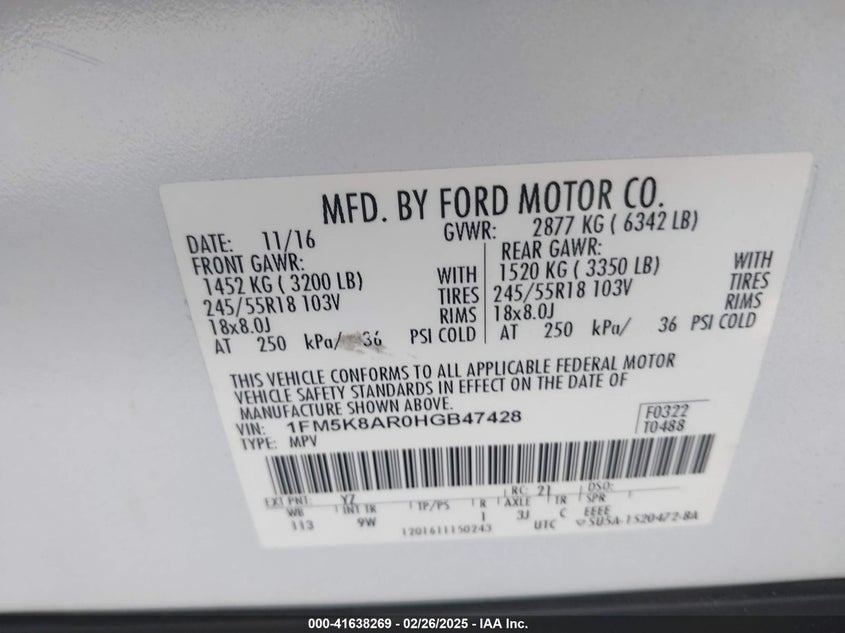 MFD. BY FORD MOTOR CO.
DATE: 11/16 GVWR: 2877 KG ( 6342 LB)
FRONT GAWR: REAR GAWR:
1452 KG ( 3200 LB) WITH 1520 KG ( 3350 LB) WITH
245/55R18 103V TIRES 245/55R18 103V TIRES
18x8.0J RIMS 18x8.0J RIMS
AT 250 kPa/ 36 PSI COLD AT 250 kPa/ 36 PSI COLD
THIS VEHICLE CONFORMS TO ALL APPLICABLE FEDERAL MOTOR
VEHICLE SAFETY STANDARDS IN EFFECT ON THE DATE OF
MANUFACTURE SHOWN ABOVE.
VIN: 1FM5K8AR0HGB47428 F0322
TYPE: MPV T0488
EXT PNT: YZ RC: 21 DSO:
WB INT TR TP/PS R AXLE TR SPR
113 9W I 3J C EEEE
1201611150243 UTC 5U5A-1520472-BA
000-41638269 - 02/26/2025 - IAA Inc.